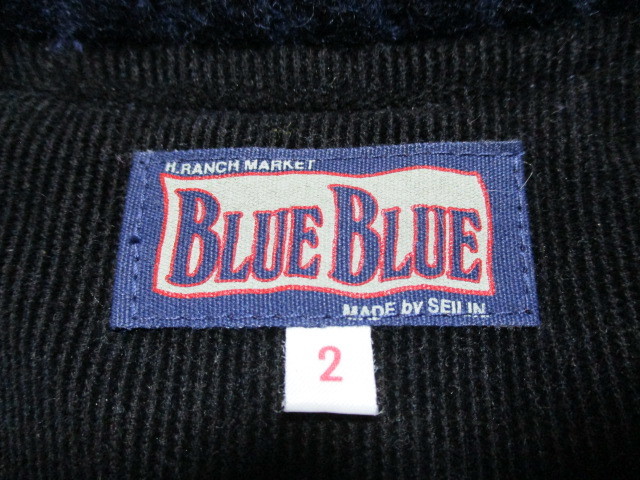 H.RANCH MARKET
BLUE BLUE
MADE by SEILIN
2